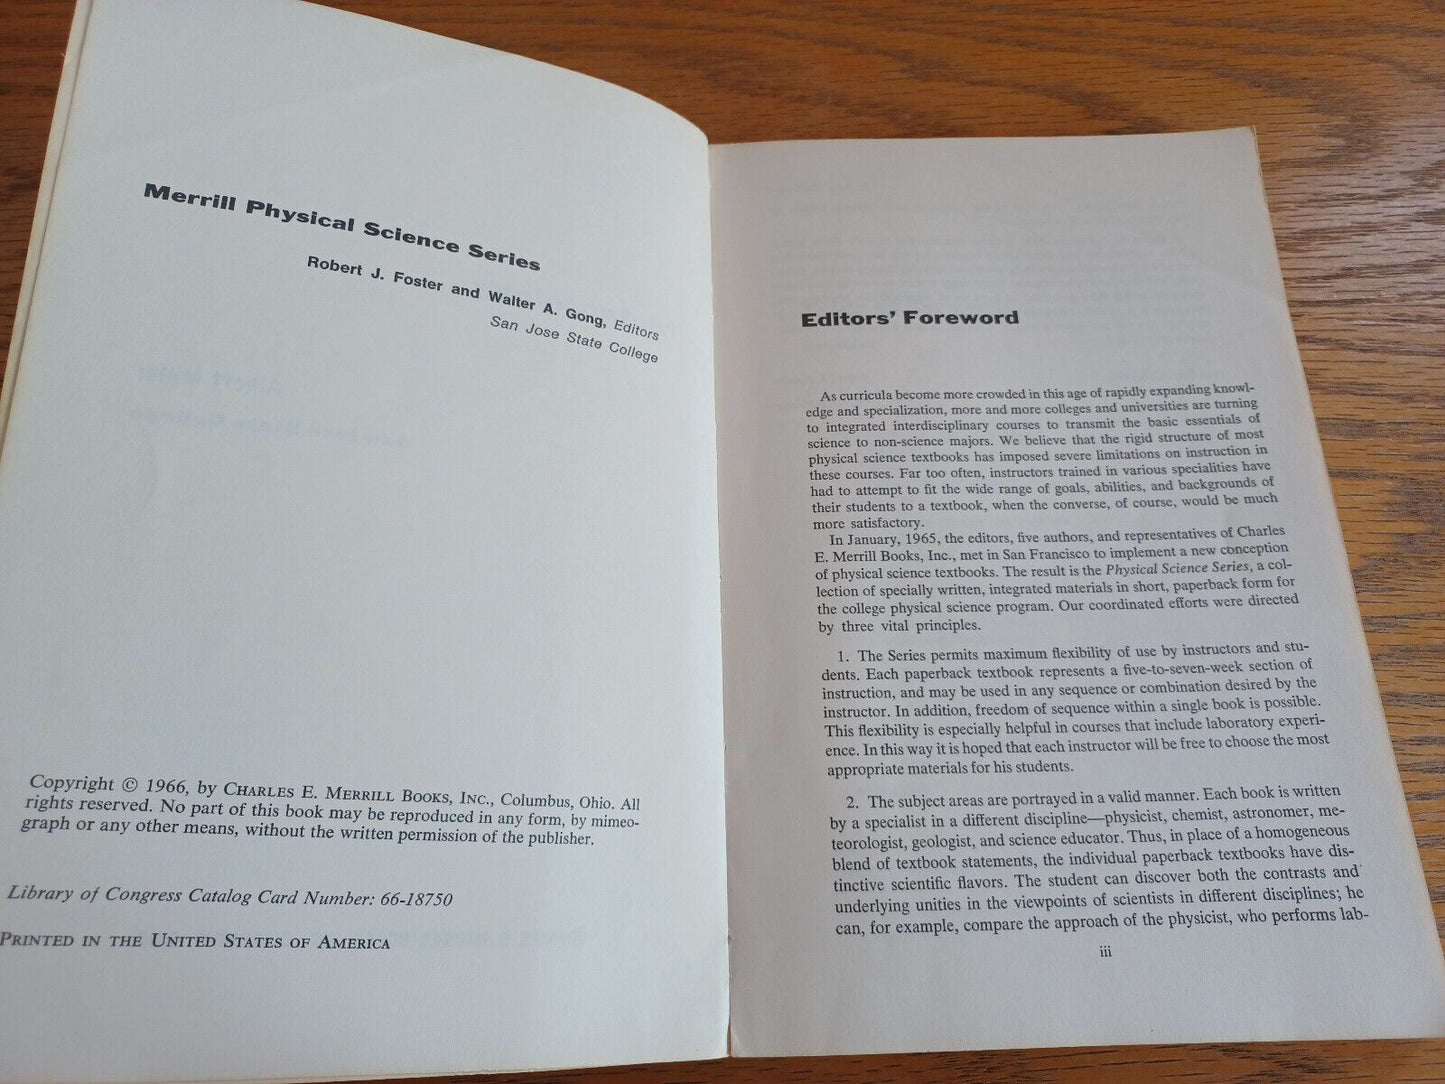 Merrill Physical Science Series
Robert J. Foster and Walter A. Gong, Editors
San Jose State College
Copyright © 1966, by CHARLES E. MERRILL BOOKS, INC., Columbus, Ohio. All
rights reserved. No part of this book may be reproduced in any form, by mimeo-
graph or any other means, without the written permission of the publisher.
Library of Congress Catalog Card Number: 66-18750
PRINTED IN THE UNITED STATES OF AMERICA
Editors' Foreword
As curricula become more crowded in this age of rapidly expanding knowl-
edge and specialization, more and more colleges and universities are turning
to integrated interdisciplinary courses to transmit the basic essentials of
science to non-science majors. We believe that the rigid structure of most
physical science textbooks has imposed severe limitations on instruction in
these courses. Far too often, instructors trained in various specialities have
had to attempt to fit the wide range of goals, abilities, and backgrounds of
their students to a textbook, when the converse, of course, would be much
more satisfactory.
In January, 1965, the editors, five authors, and representatives of Charles
E. Merrill Books, Inc., met in San Francisco to implement a new conception
of physical science textbooks. The result is the Physical Science Series, a col-
lection of specially written, integrated materials in short, paperback form for
the college physical science program. Our coordinated efforts were directed
by three vital principles.
1. The Series permits maximum flexibility of use by instructors and stu-
dents. Each paperback textbook represents a five-to-seven-week section of
instruction, and may be used in any sequence or combination desired by the
instructor. In addition, freedom of sequence within a single book is possible.
This flexibility is especially helpful in courses that include laboratory experi-
ence. In this way it is hoped that each instructor will be free to choose the most
appropriate materials for his students.
2. The subject areas are portrayed in a valid manner. Each book is written
by a specialist in a different discipline—physicist, chemist, astronomer, me-
teorologist, geologist, and science educator. Thus, in place of a homogeneous
blend of textbook statements, the individual paperback textbooks have dis-
tinctive scientific flavors. The student can discover both the contrasts and
underlying unities in the viewpoints of scientists in different disciplines; he
can, for example, compare the approach of the physicist, who performs lab-
iii